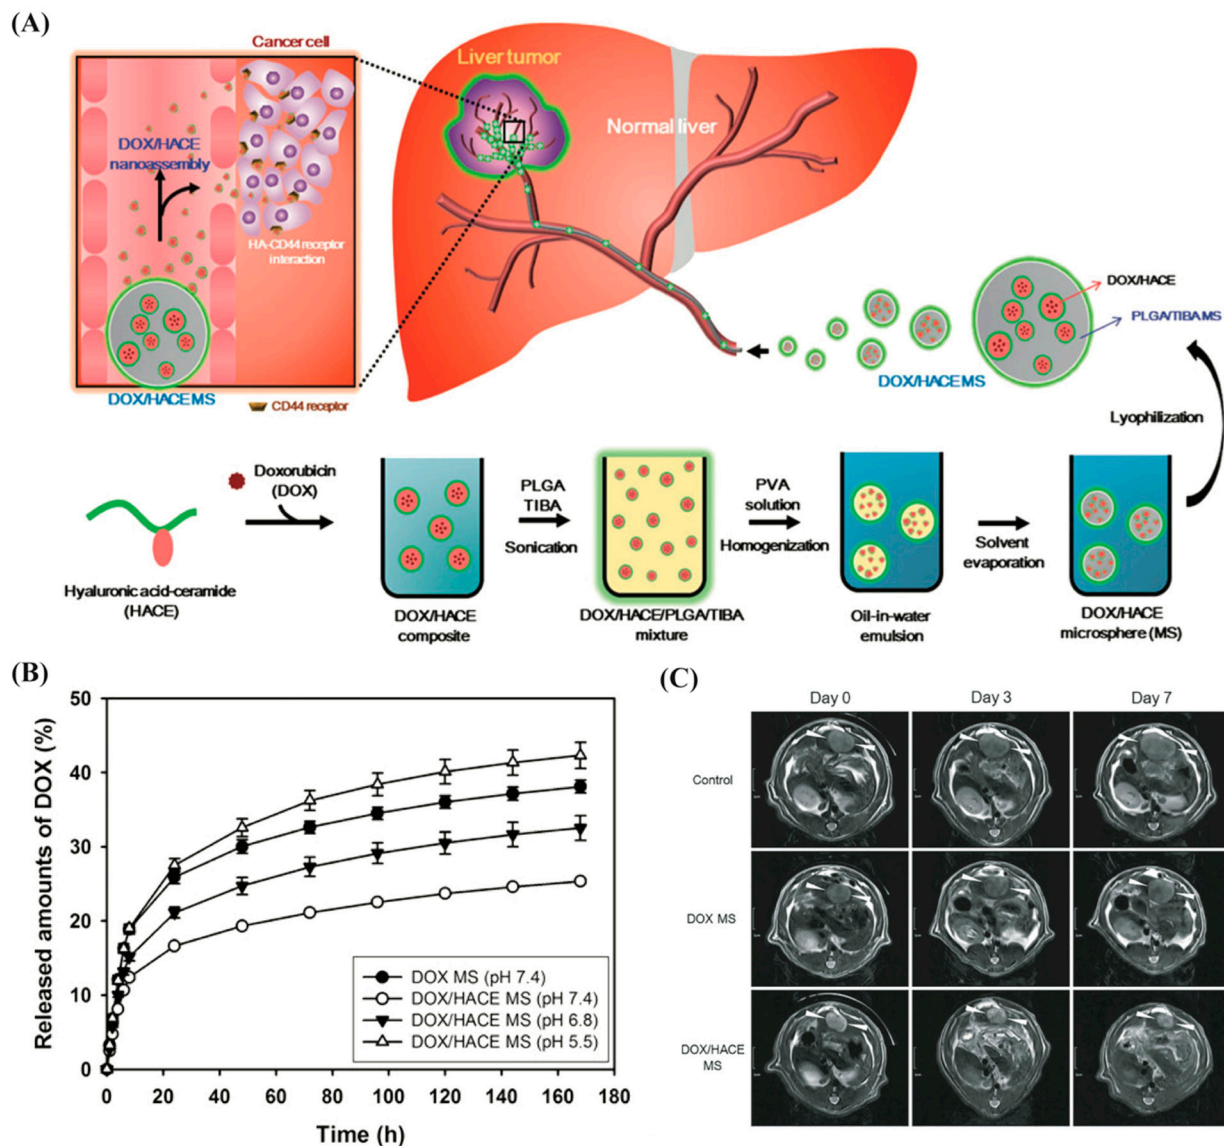 (A)
Cancer cell
Liver tumor
Normal liver
DOX/HACE
nanoassembly
HA-CD44 receptor
interaction
DOX/HACE MS
CD44 receptor
DOX/HACE
PLGA/TIBA MS
DOX/HACE MS
Lyophilization
Doxorubicin
(DOX)
Hyaluronic acid-ceramide
(HACE)
DOX/HACE
composite
PLGA
TIBA
Sonication
DOX/HACE/PLGA/TIBA
mixture
PVA
solution
Homogenization
Oil-in-water
emulsion
Solvent
evaporation
DOX/HACE
microsphere (MS)
(B)
Released amounts of DOX (%)
50
40
30
20
10
0
0 20 40 60 80 100 120 140 160 180
Time (h)
DOX MS (pH 7.4)
DOX/HACE MS (pH 7.4)
DOX/HACE MS (pH 6.8)
DOX/HACE MS (pH 5.5)
(C)
Day 0 Day 3 Day 7
Control
DOX MS
DOX/HACE
MS